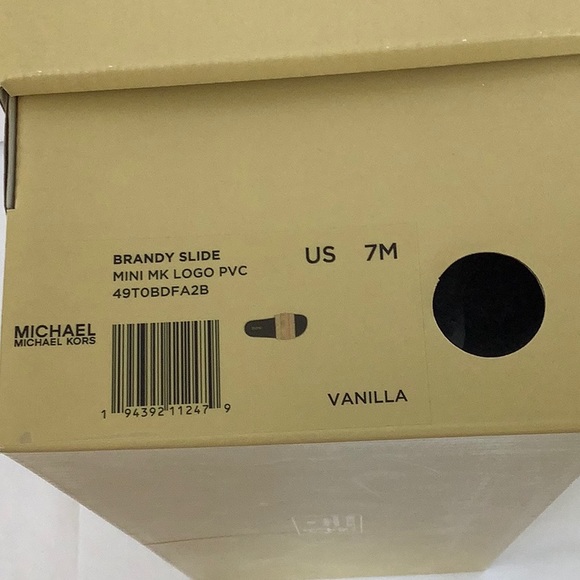 BRANDY SLIDE
MINI MK LOGO PVC
49T0BDFA2B
US 7M
MICHAEL
MICHAEL KORS
1 94392 11247 9
VANILLA